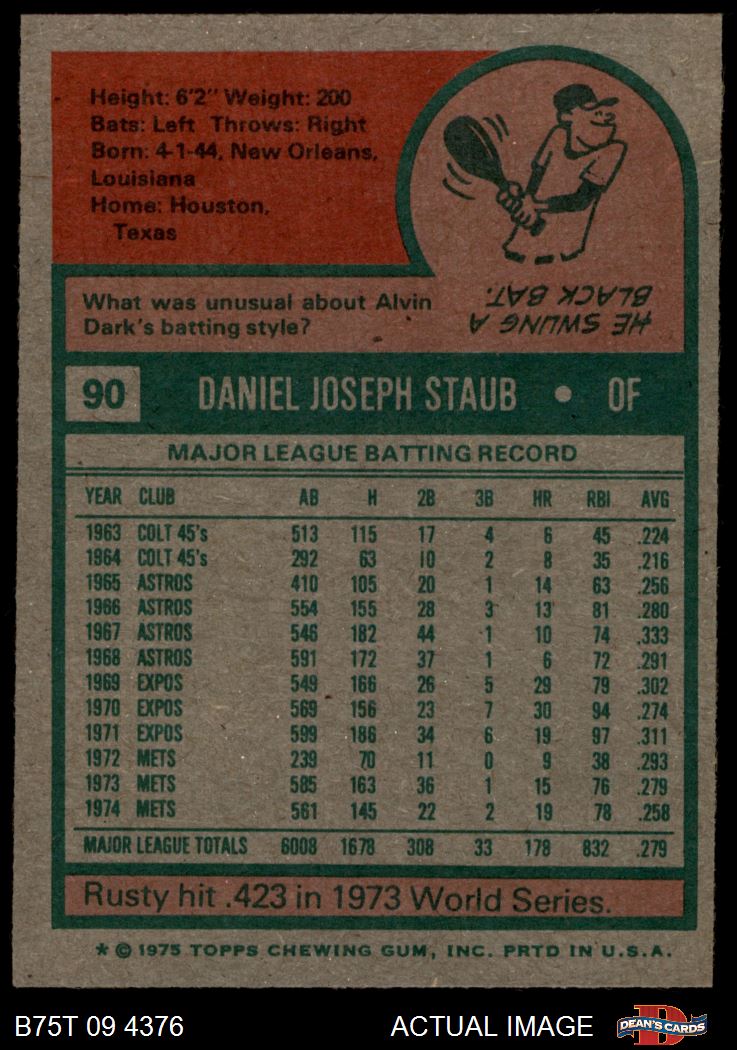 Height: 6'2" Weight: 200
Bats: Left Throws: Right
Born: 4-1-44, New Orleans,
Louisiana
Home: Houston,
Texas
What was unusual about Alvin
Dark's batting style?
HE SWUNG A
BLACK BAT.
90 DANIEL JOSEPH STAUB • OF
MAJOR LEAGUE BATTING RECORD
YEAR CLUB AB H 2B 3B HR RBI AVG
1963 COLT 45's 513 115 17 4 6 45 .224
1964 COLT 45's 292 63 10 2 8 35 .216
1965 ASTROS 410 105 20 1 14 63 .256
1966 ASTROS 554 155 28 3 13 81 .280
1967 ASTROS 546 182 44 1 10 74 .333
1968 ASTROS 591 172 37 1 6 72 .291
1969 EXPOS 549 166 26 5 29 79 .302
1970 EXPOS 569 156 23 7 30 94 .274
1971 EXPOS 599 186 34 6 19 97 .311
1972 METS 239 70 11 0 9 38 .293
1973 METS 585 163 36 1 15 76 .279
1974 METS 561 145 22 2 19 78 .258
MAJOR LEAGUE TOTALS 6008 1678 308 33 178 832 .279
Rusty hit .423 in 1973 World Series.
* © 1975 TOPPS CHEWING GUM, INC. PRTD IN U.S.A.
B75T 09 4376 ACTUAL IMAGE D DEAN'S CARDS